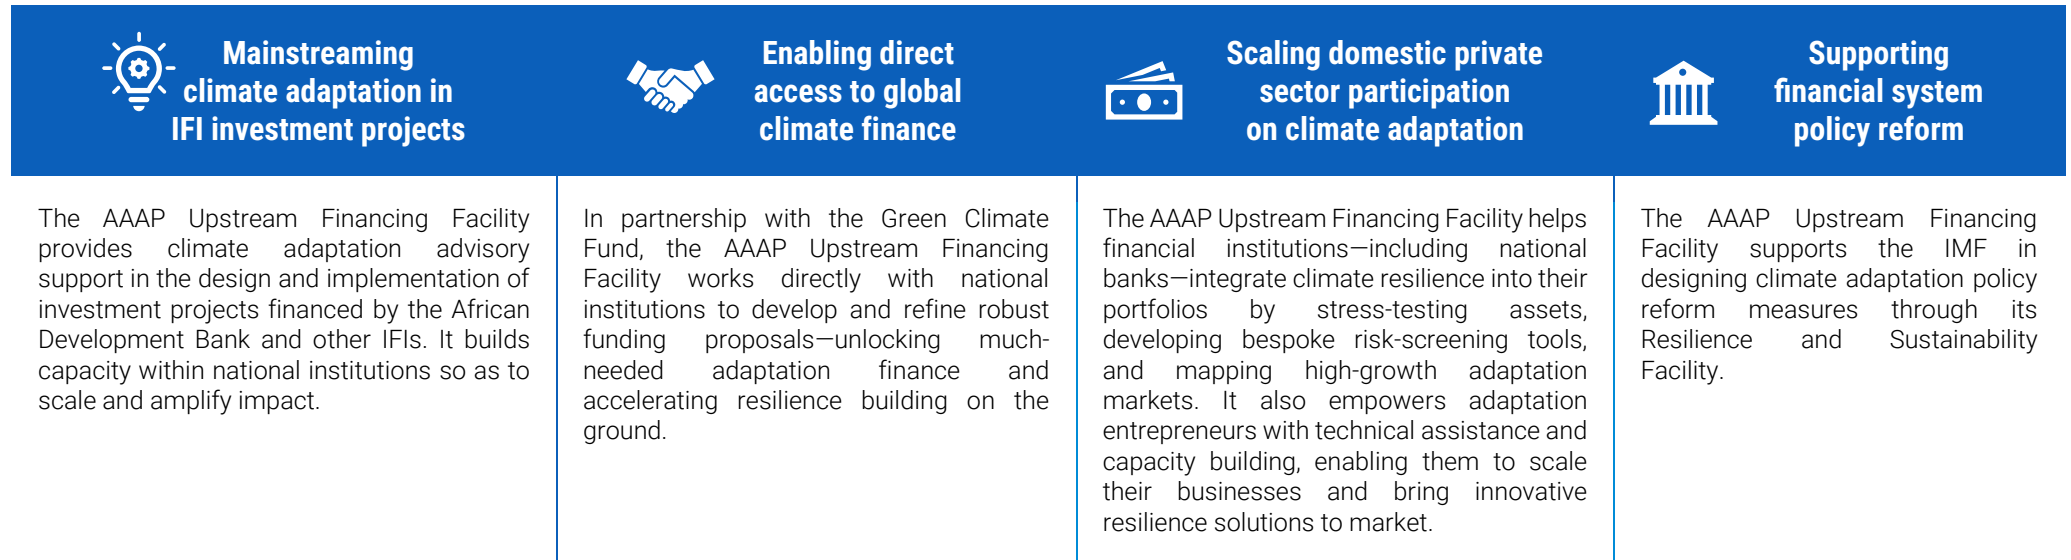 Mainstreaming
climate adaptation in
IFI investment projects
Enabling direct
access to global
climate finance
Scaling domestic private
sector participation
on climate adaptation
Supporting
financial system
policy reform
The AAAP Upstream Financing Facility
provides climate adaptation advisory
support in the design and implementation of
investment projects financed by the African
Development Bank and other IFIs. It builds
capacity within national institutions so as to
scale and amplify impact.
In partnership with the Green Climate
Fund, the AAAP Upstream Financing
Facility works directly with national
institutions to develop and refine robust
funding proposals—unlocking much-
needed adaptation finance and
accelerating resilience building on the
ground.
The AAAP Upstream Financing Facility helps
financial institutions—including national
banks—integrate climate resilience into their
portfolios by stress-testing assets,
developing bespoke risk-screening tools,
and mapping high-growth adaptation
markets. It also empowers adaptation
entrepreneurs with technical assistance and
capacity building, enabling them to scale
their businesses and bring innovative
resilience solutions to market.
The AAAP Upstream Financing
Facility supports the IMF in
designing climate adaptation policy
reform measures through its
Resilience and Sustainability
Facility.